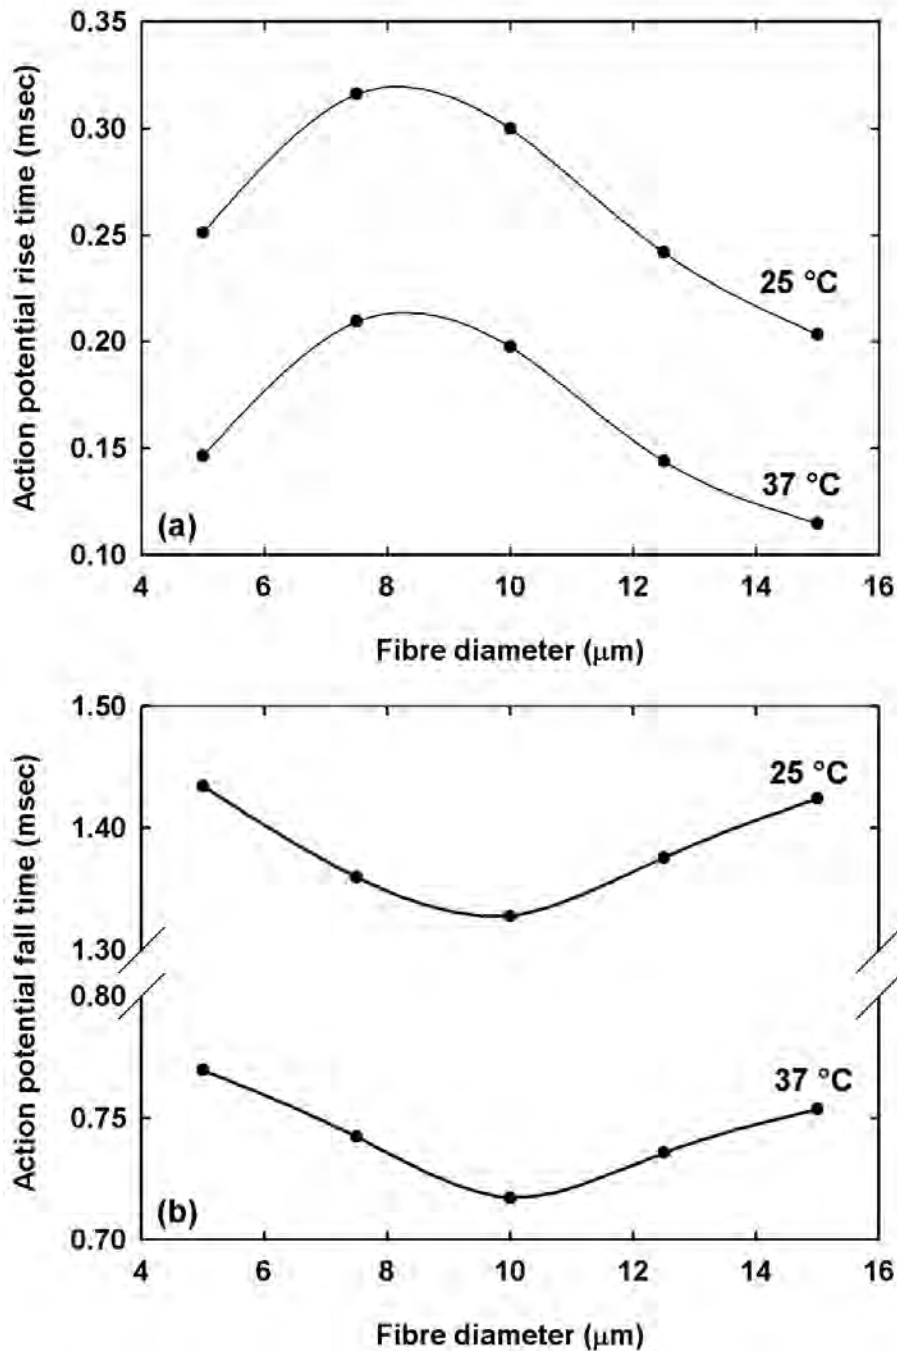 Action potential rise time (msec)
0.35
0.30
0.25
0.20
0.15
0.10
25 °C
37 °C
(a)
4 6 8 10 12 14 16
Fibre diameter (μm)
Action potential fall time (msec)
1.50
1.40
1.30
0.80
0.75
0.70
25 °C
37 °C
(b)
4 6 8 10 12 14 16
Fibre diameter (μm)